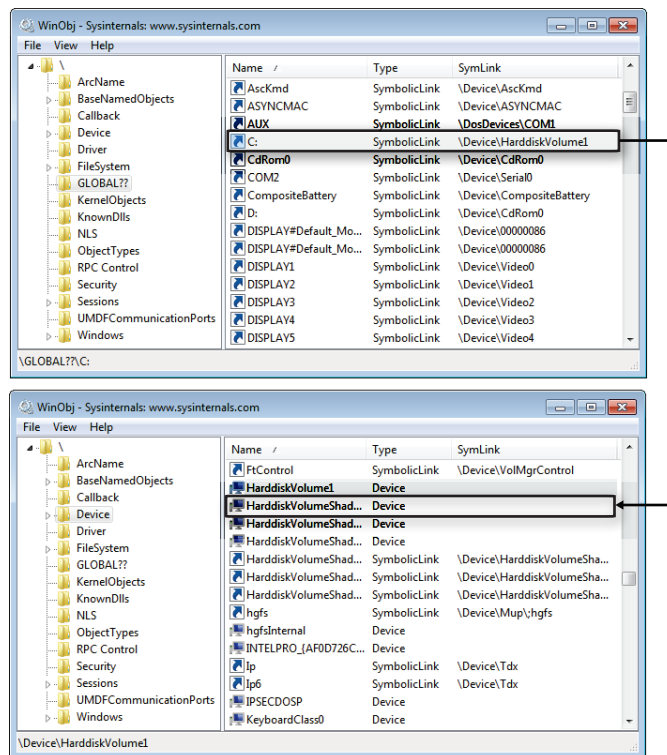 WinObj - Sysinternals: www.sysinternals.com
File View Help
\
ArcName
BaseNamedObjects
Callback
Device
Driver
FileSystem
GLOBAL??
KernelObjects
KnownDlls
NLS
ObjectTypes
RPC Control
Security
Sessions
UMDFCommunicationPorts
Windows
Name Type SymLink
AscKmd SymbolicLink \Device\AscKmd
ASYNCMAC SymbolicLink \Device\ASYNCMAC
AUX SymbolicLink \DosDevices\COM1
C: SymbolicLink \Device\HarddiskVolume1
CdRom0 SymbolicLink \Device\CdRom0
COM2 SymbolicLink \Device\Serial0
CompositeBattery SymbolicLink \Device\CompositeBattery
D: SymbolicLink \Device\CdRom0
DISPLAY#Default_Mo... SymbolicLink \Device\00000086
DISPLAY#Default_Mo... SymbolicLink \Device\00000086
DISPLAY1 SymbolicLink \Device\Video0
DISPLAY2 SymbolicLink \Device\Video1
DISPLAY3 SymbolicLink \Device\Video2
DISPLAY4 SymbolicLink \Device\Video3
DISPLAY5 SymbolicLink \Device\Video4
\GLOBAL??\C:
WinObj - Sysinternals: www.sysinternals.com
File View Help
\
ArcName
BaseNamedObjects
Callback
Device
Driver
FileSystem
GLOBAL??
KernelObjects
KnownDlls
NLS
ObjectTypes
RPC Control
Security
Sessions
UMDFCommunicationPorts
Windows
Name Type SymLink
FtControl SymbolicLink \Device\VolMgrControl
HarddiskVolume1 Device
HarddiskVolumeShad... Device
HarddiskVolumeShad... Device
HarddiskVolumeShad... Device
HarddiskVolumeShad... SymbolicLink \Device\HarddiskVolumeSha...
HarddiskVolumeShad... SymbolicLink \Device\HarddiskVolumeSha...
HarddiskVolumeShad... SymbolicLink \Device\HarddiskVolumeSha...
hgfs SymbolicLink \Device\Mup\;hgfs
hgfsInternal Device
INTELPRO_{AF0D726C... Device
Ip SymbolicLink \Device\Tdx
Ip6 SymbolicLink \Device\Tdx
IPSECDOSP Device
KeyboardClass0 Device
\Device\HarddiskVolume1